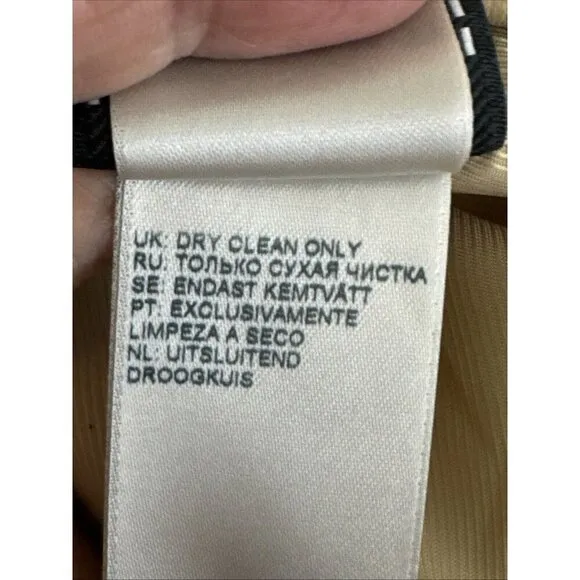 UK: DRY CLEAN ONLY
RU: ТОЛЬКО СУХАЯ ЧИСТКА
SE: ENDAST KEMTVÄTT
PT: EXCLUSIVAMENTE
LIMPEZA A SECO
NL: UITSLUITEND
DROOGKUIS